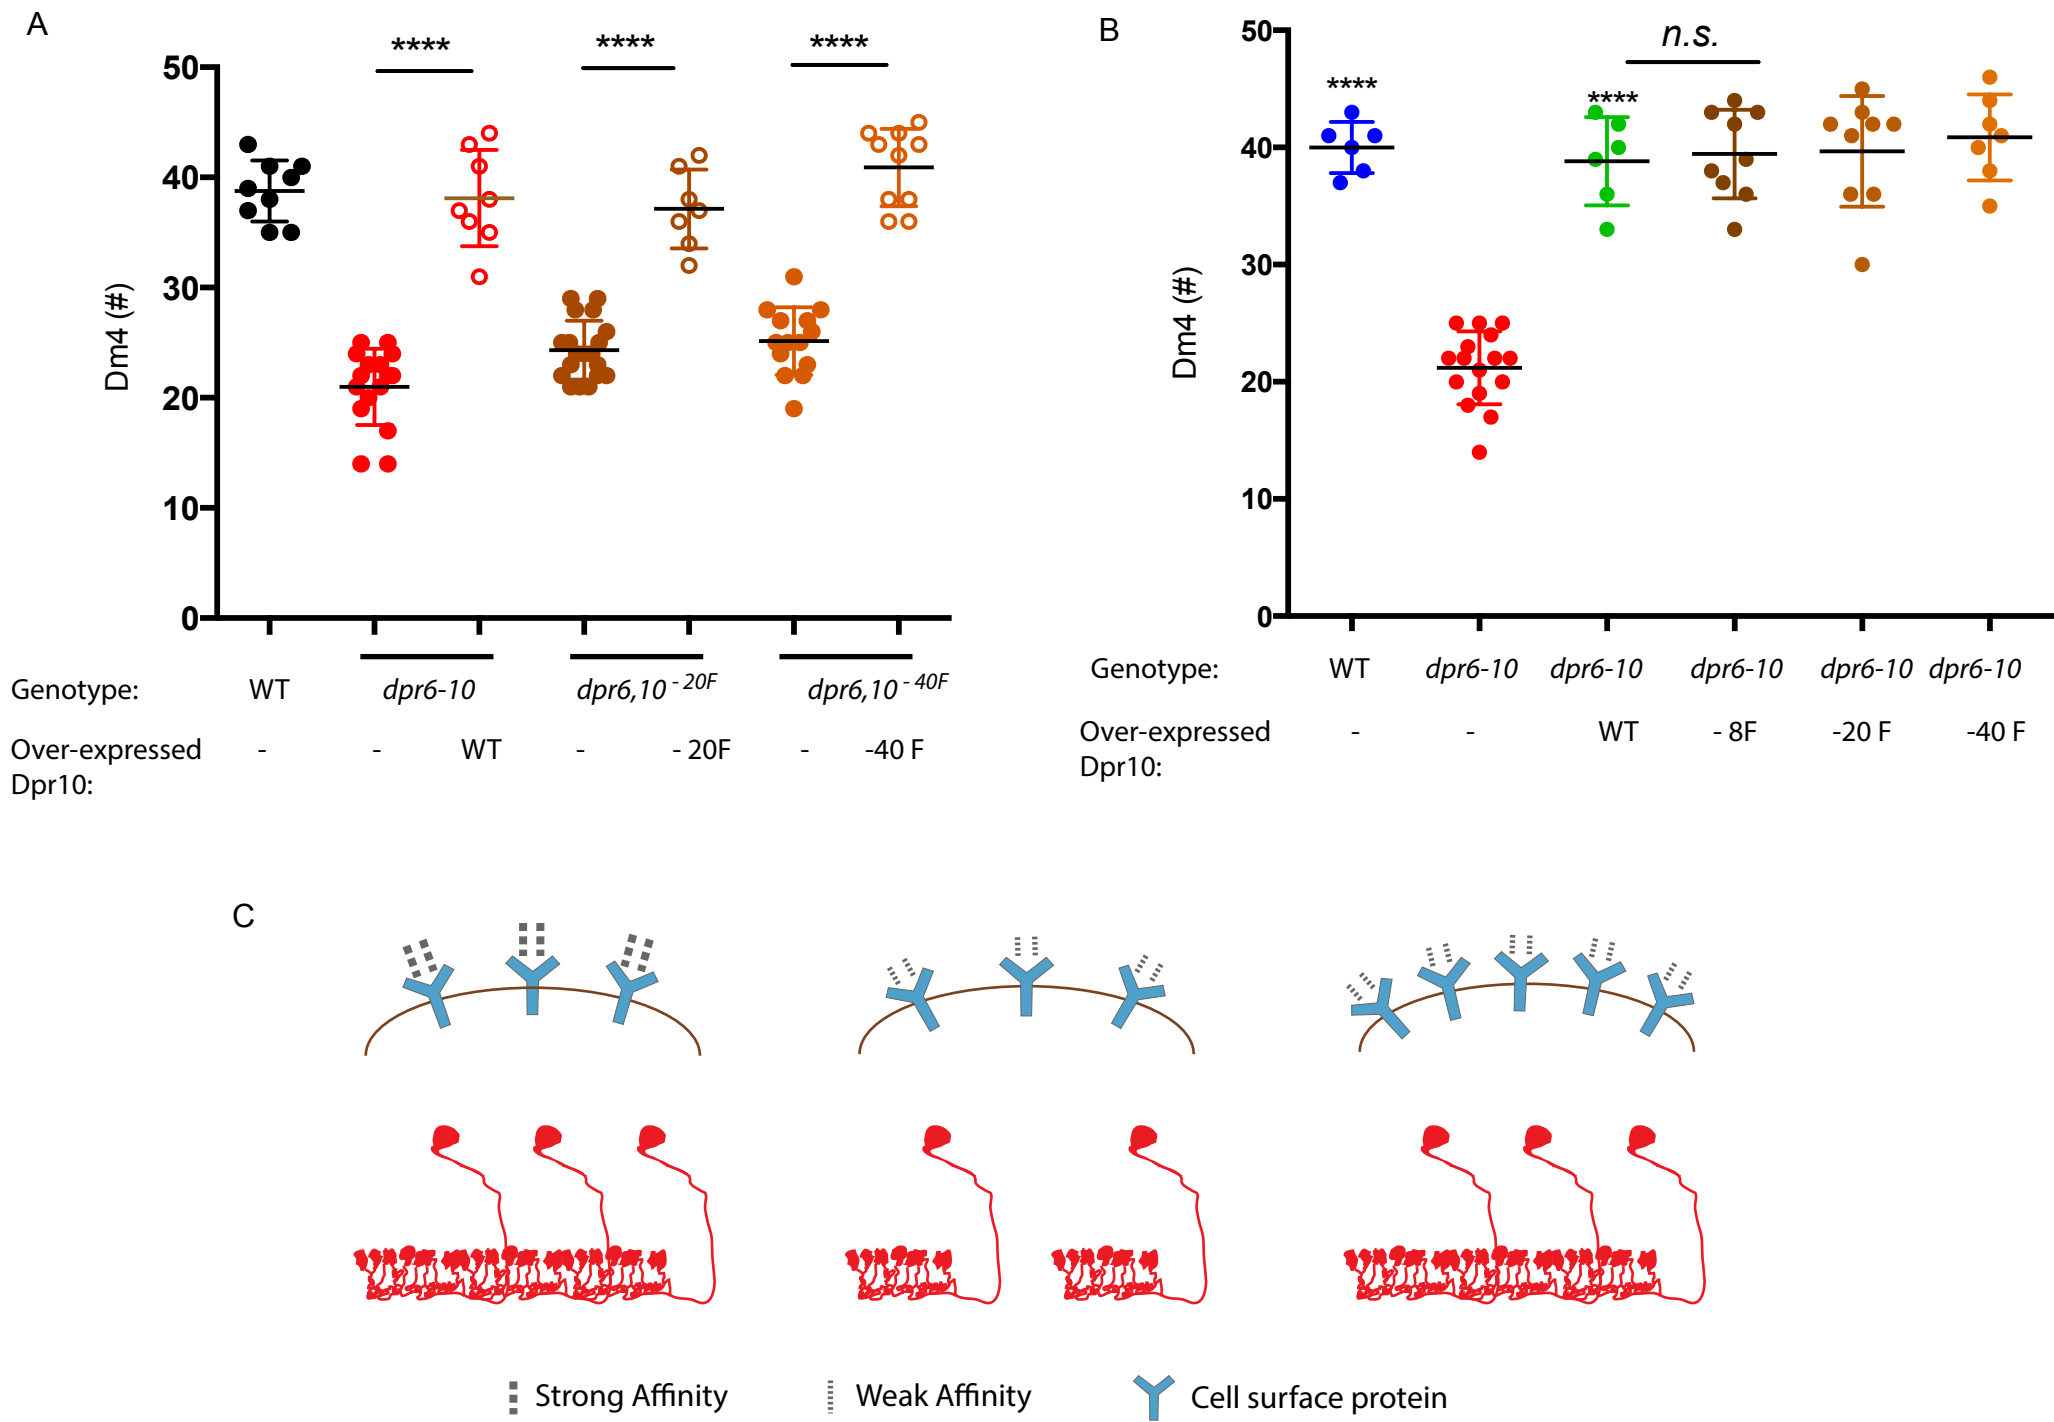 A
**** **** ****
50
40
30
20
10
0
Dm4 (#)
Genotype: WT dpr6-10 dpr6,10 - 20F dpr6,10 - 40F
Over-expressed - - WT - - 20F - -40 F
Dpr10:
B
n.s.
**** ****
50
40
30
20
10
0
Dm4 (#)
Genotype: WT dpr6-10 dpr6-10 dpr6-10 dpr6-10 dpr6-10
Over-expressed - - WT - 8F -20 F -40 F
Dpr10:
C
Strong Affinity Weak Affinity Cell surface protein